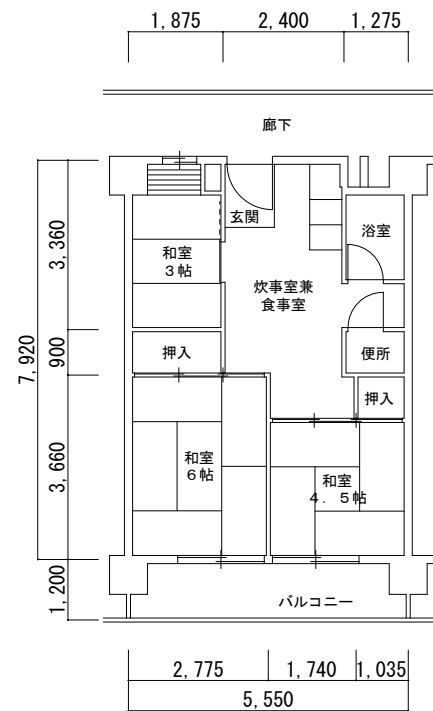 1,875
2,400
1,275
廊下
玄関
浴室
和室
3帖
炊事室兼
食事室
押入
便所
押入
和室
6帖
和室
4．5帖
バルコニー
7,920
3,360
900
3,660
1,200
2,775
1,740
1,035
5,550